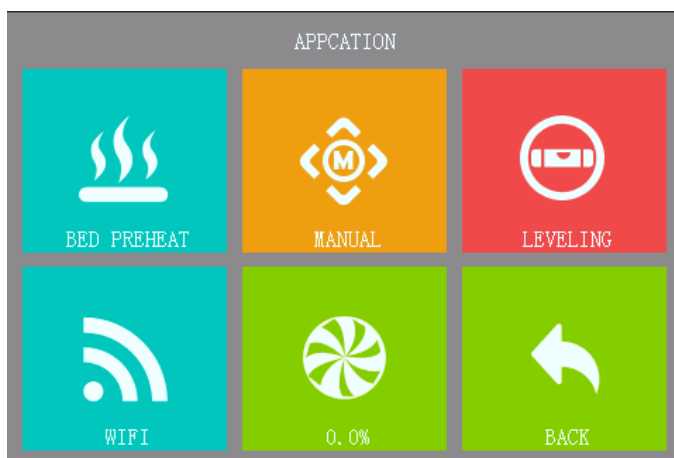 APPCATION
BED PREHEAT
MANUAL
M
LEVELING
WIFI
0.0%
BACK